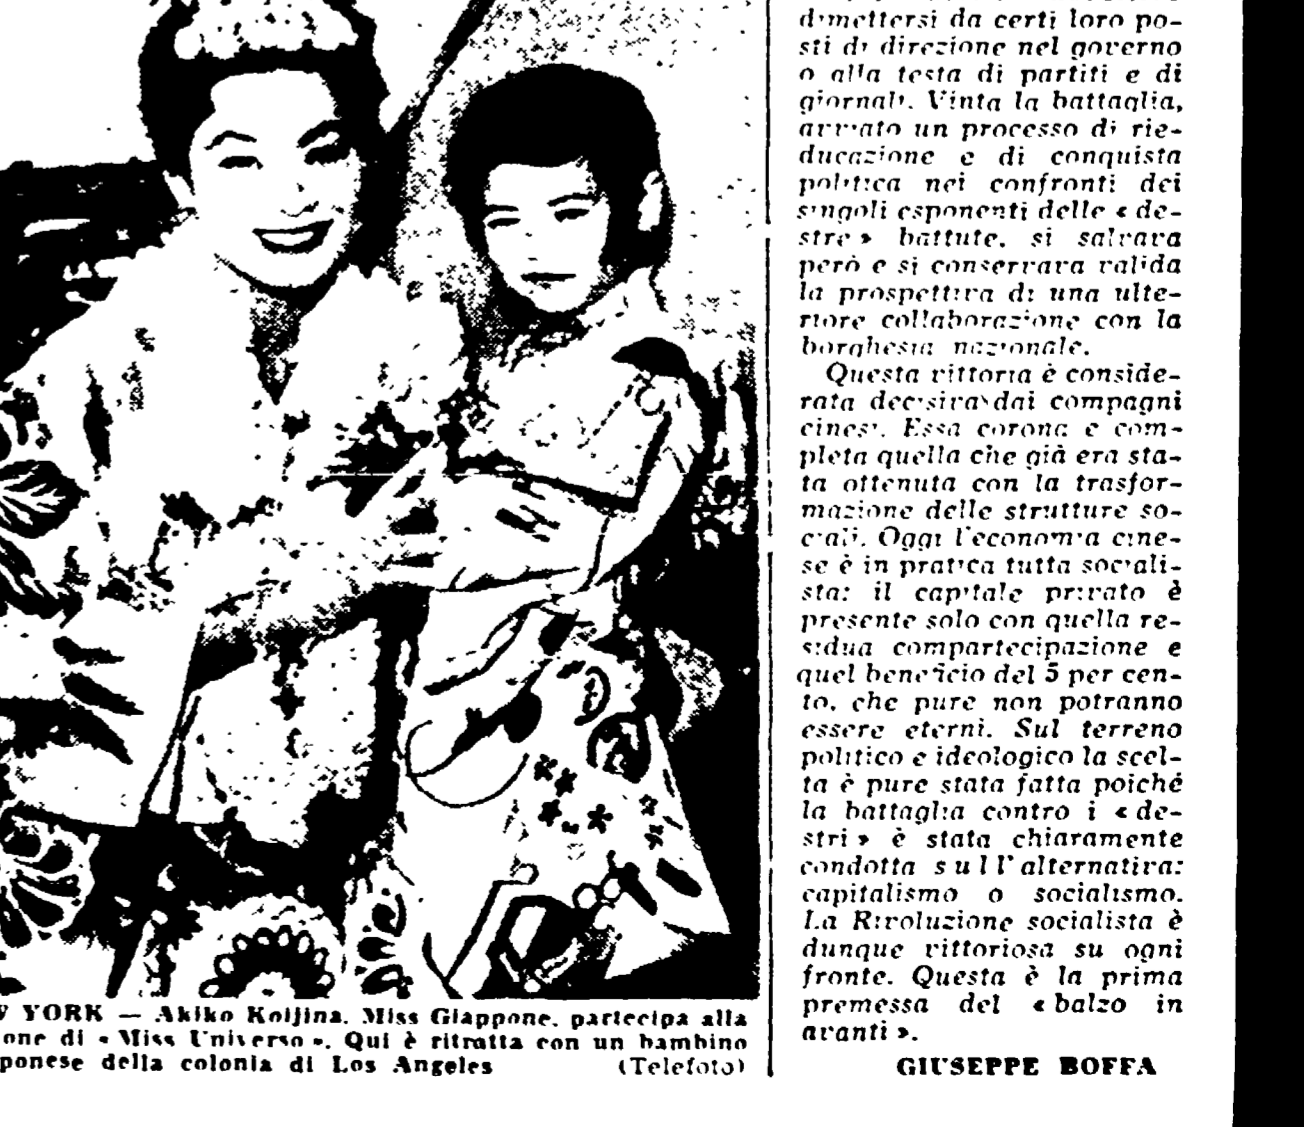 W YORK — Akiko Koijina, Miss Giappone, partecipa alla
one di « Miss Universo ». Qui è ritratta con un bambino
ponese della colonia di Los Angeles (Telefoto)
dimettersi da certi loro po-
sti di direzione nel governo
o alla testa di partiti e di
giornali. Vinta la battaglia,
avviato un processo di rie-
ducazione e di conquista
politica nei confronti dei
singoli esponenti delle « de-
stre » battute, si salvava
però e si conservava valida
la prospettiva di una ulte-
riore collaborazione con la
borghesia nazionale.
Questa vittoria è conside-
rata decisiva dai compagni
cinesi. Essa corona e com-
pleta quella che già era sta-
ta ottenuta con la trasfor-
mazione delle strutture so-
ciali. Oggi l'economia cine-
se è in pratica tutta sociali-
sta: il capitale privato è
presente solo con quella re-
sidua compartecipazione e
quel beneficio del 5 per cen-
to, che pure non potranno
essere eterni. Sul terreno
politico e ideologico la scel-
ta è pure stata fatta poiché
la battaglia contro i « de-
stri » è stata chiaramente
condotta sull'alternativa:
capitalismo o socialismo.
La Rivoluzione socialista è
dunque vittoriosa su ogni
fronte. Questa è la prima
premessa del « balzo in
avanti ».
GIUSEPPE BOFFA